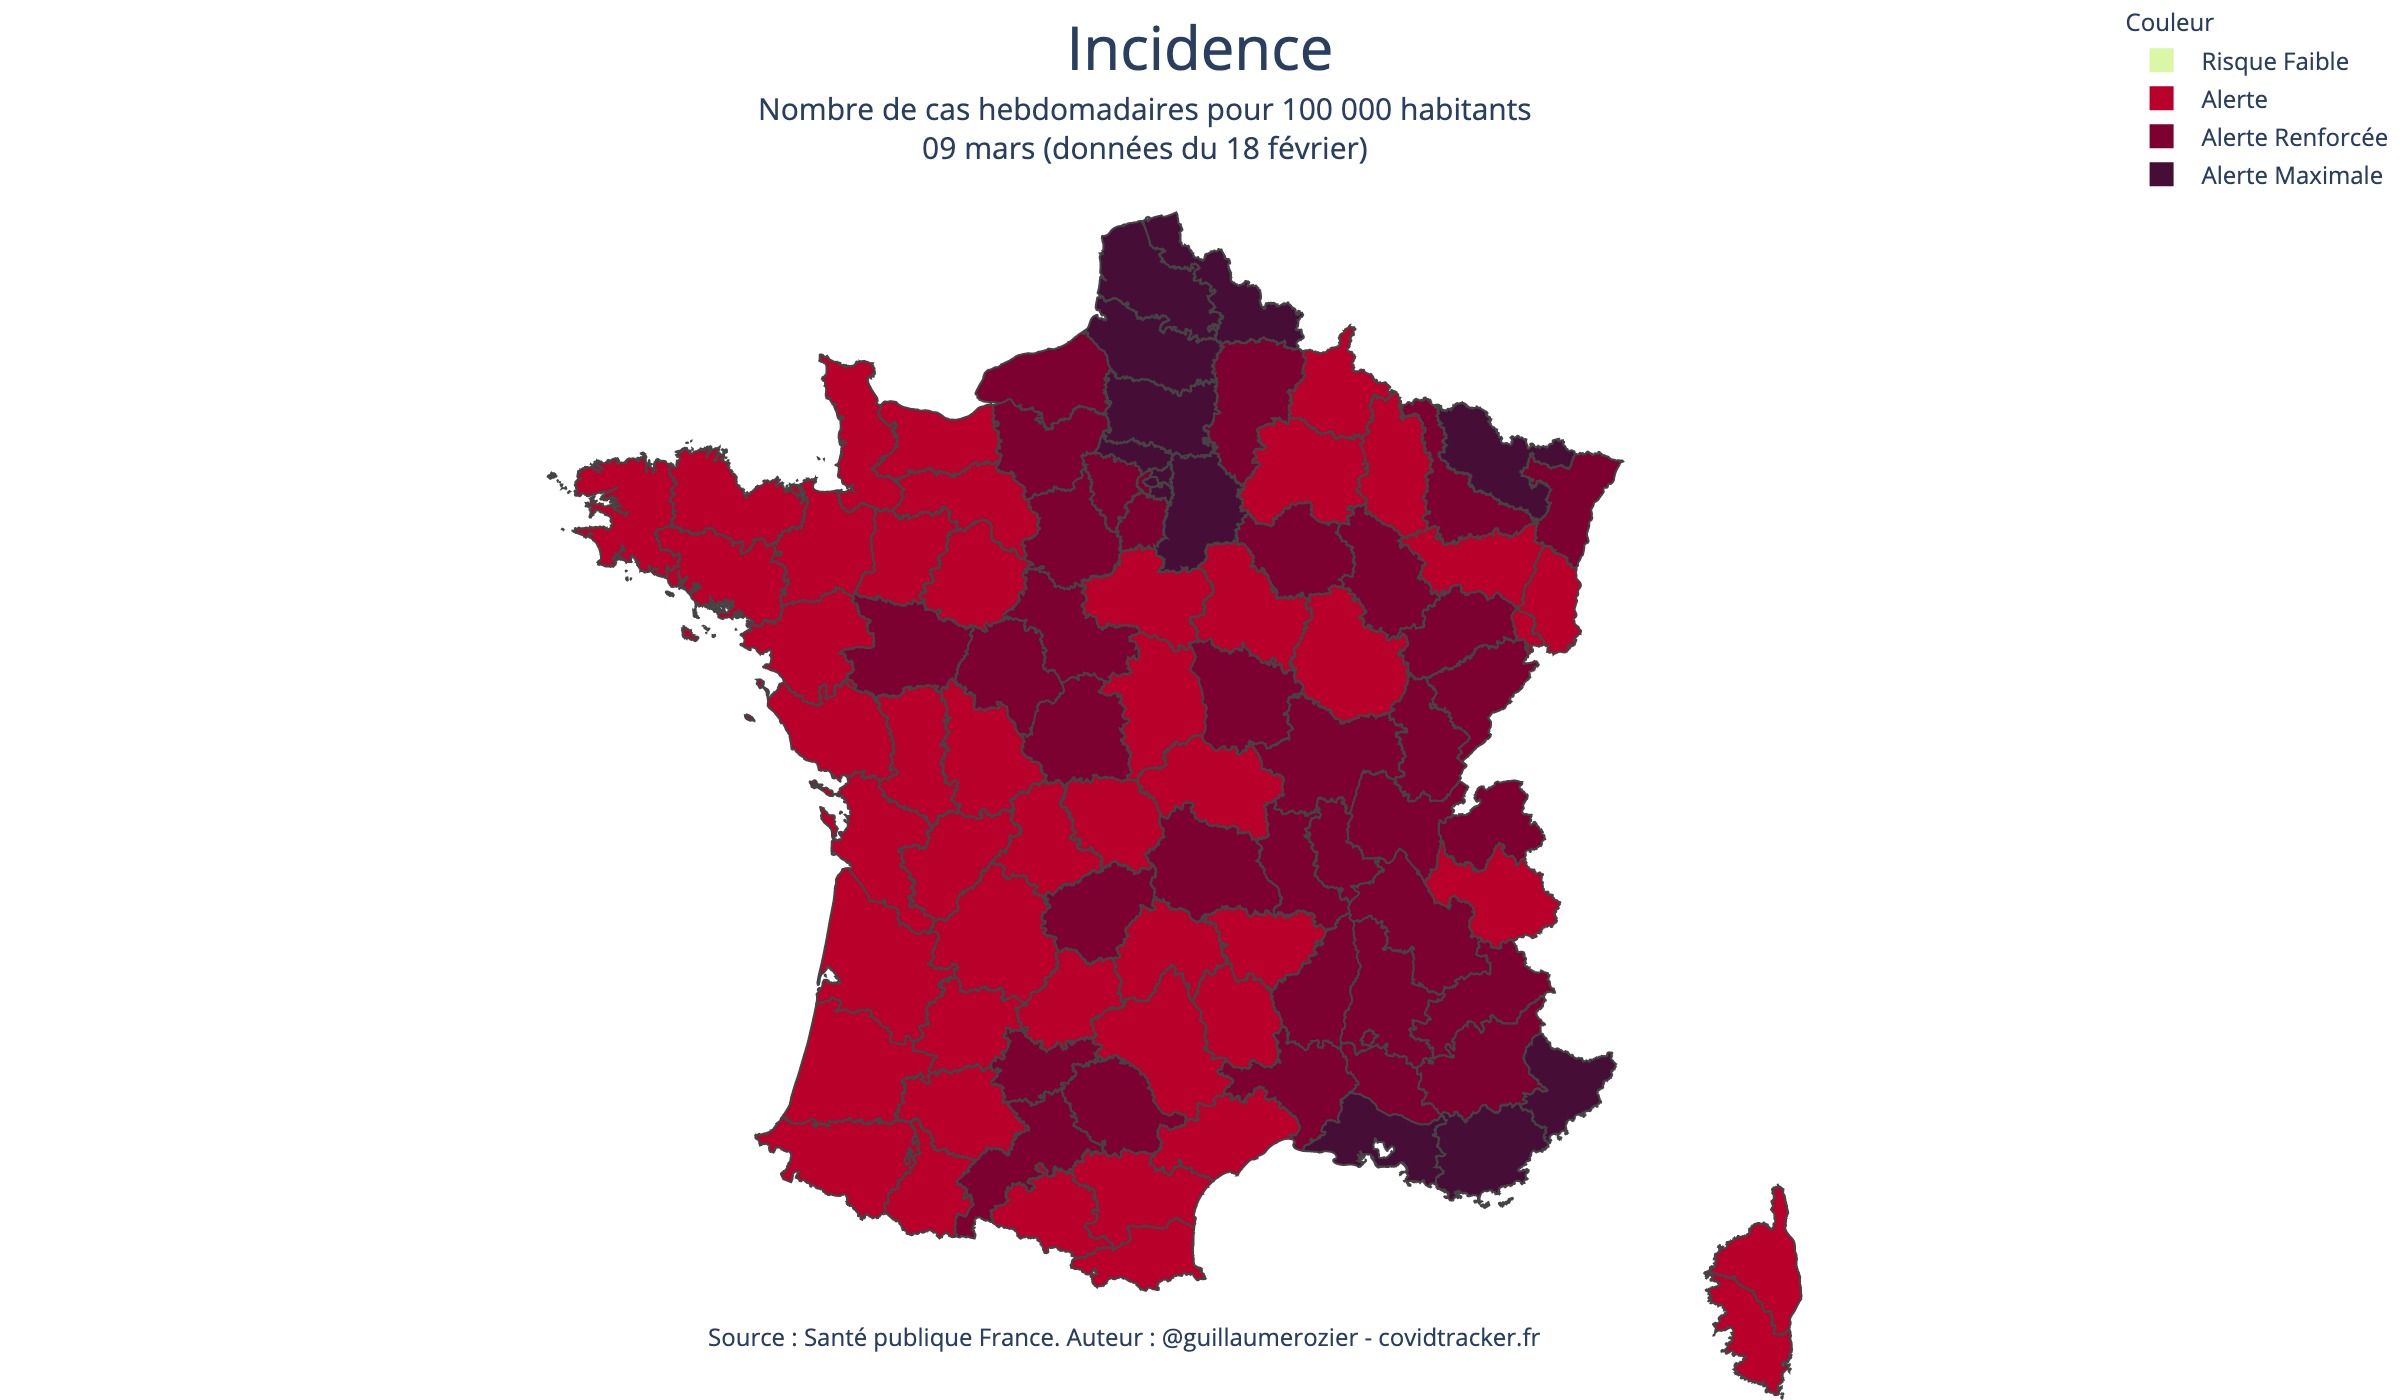 Incidence
Nombre de cas hebdomadaires pour 100 000 habitants
09 mars (données du 18 février)
Couleur
Risque Faible
Alerte
Alerte Renforcée
Alerte Maximale
Source : Santé publique France. Auteur : @guillaumerozier - covidtracker.fr